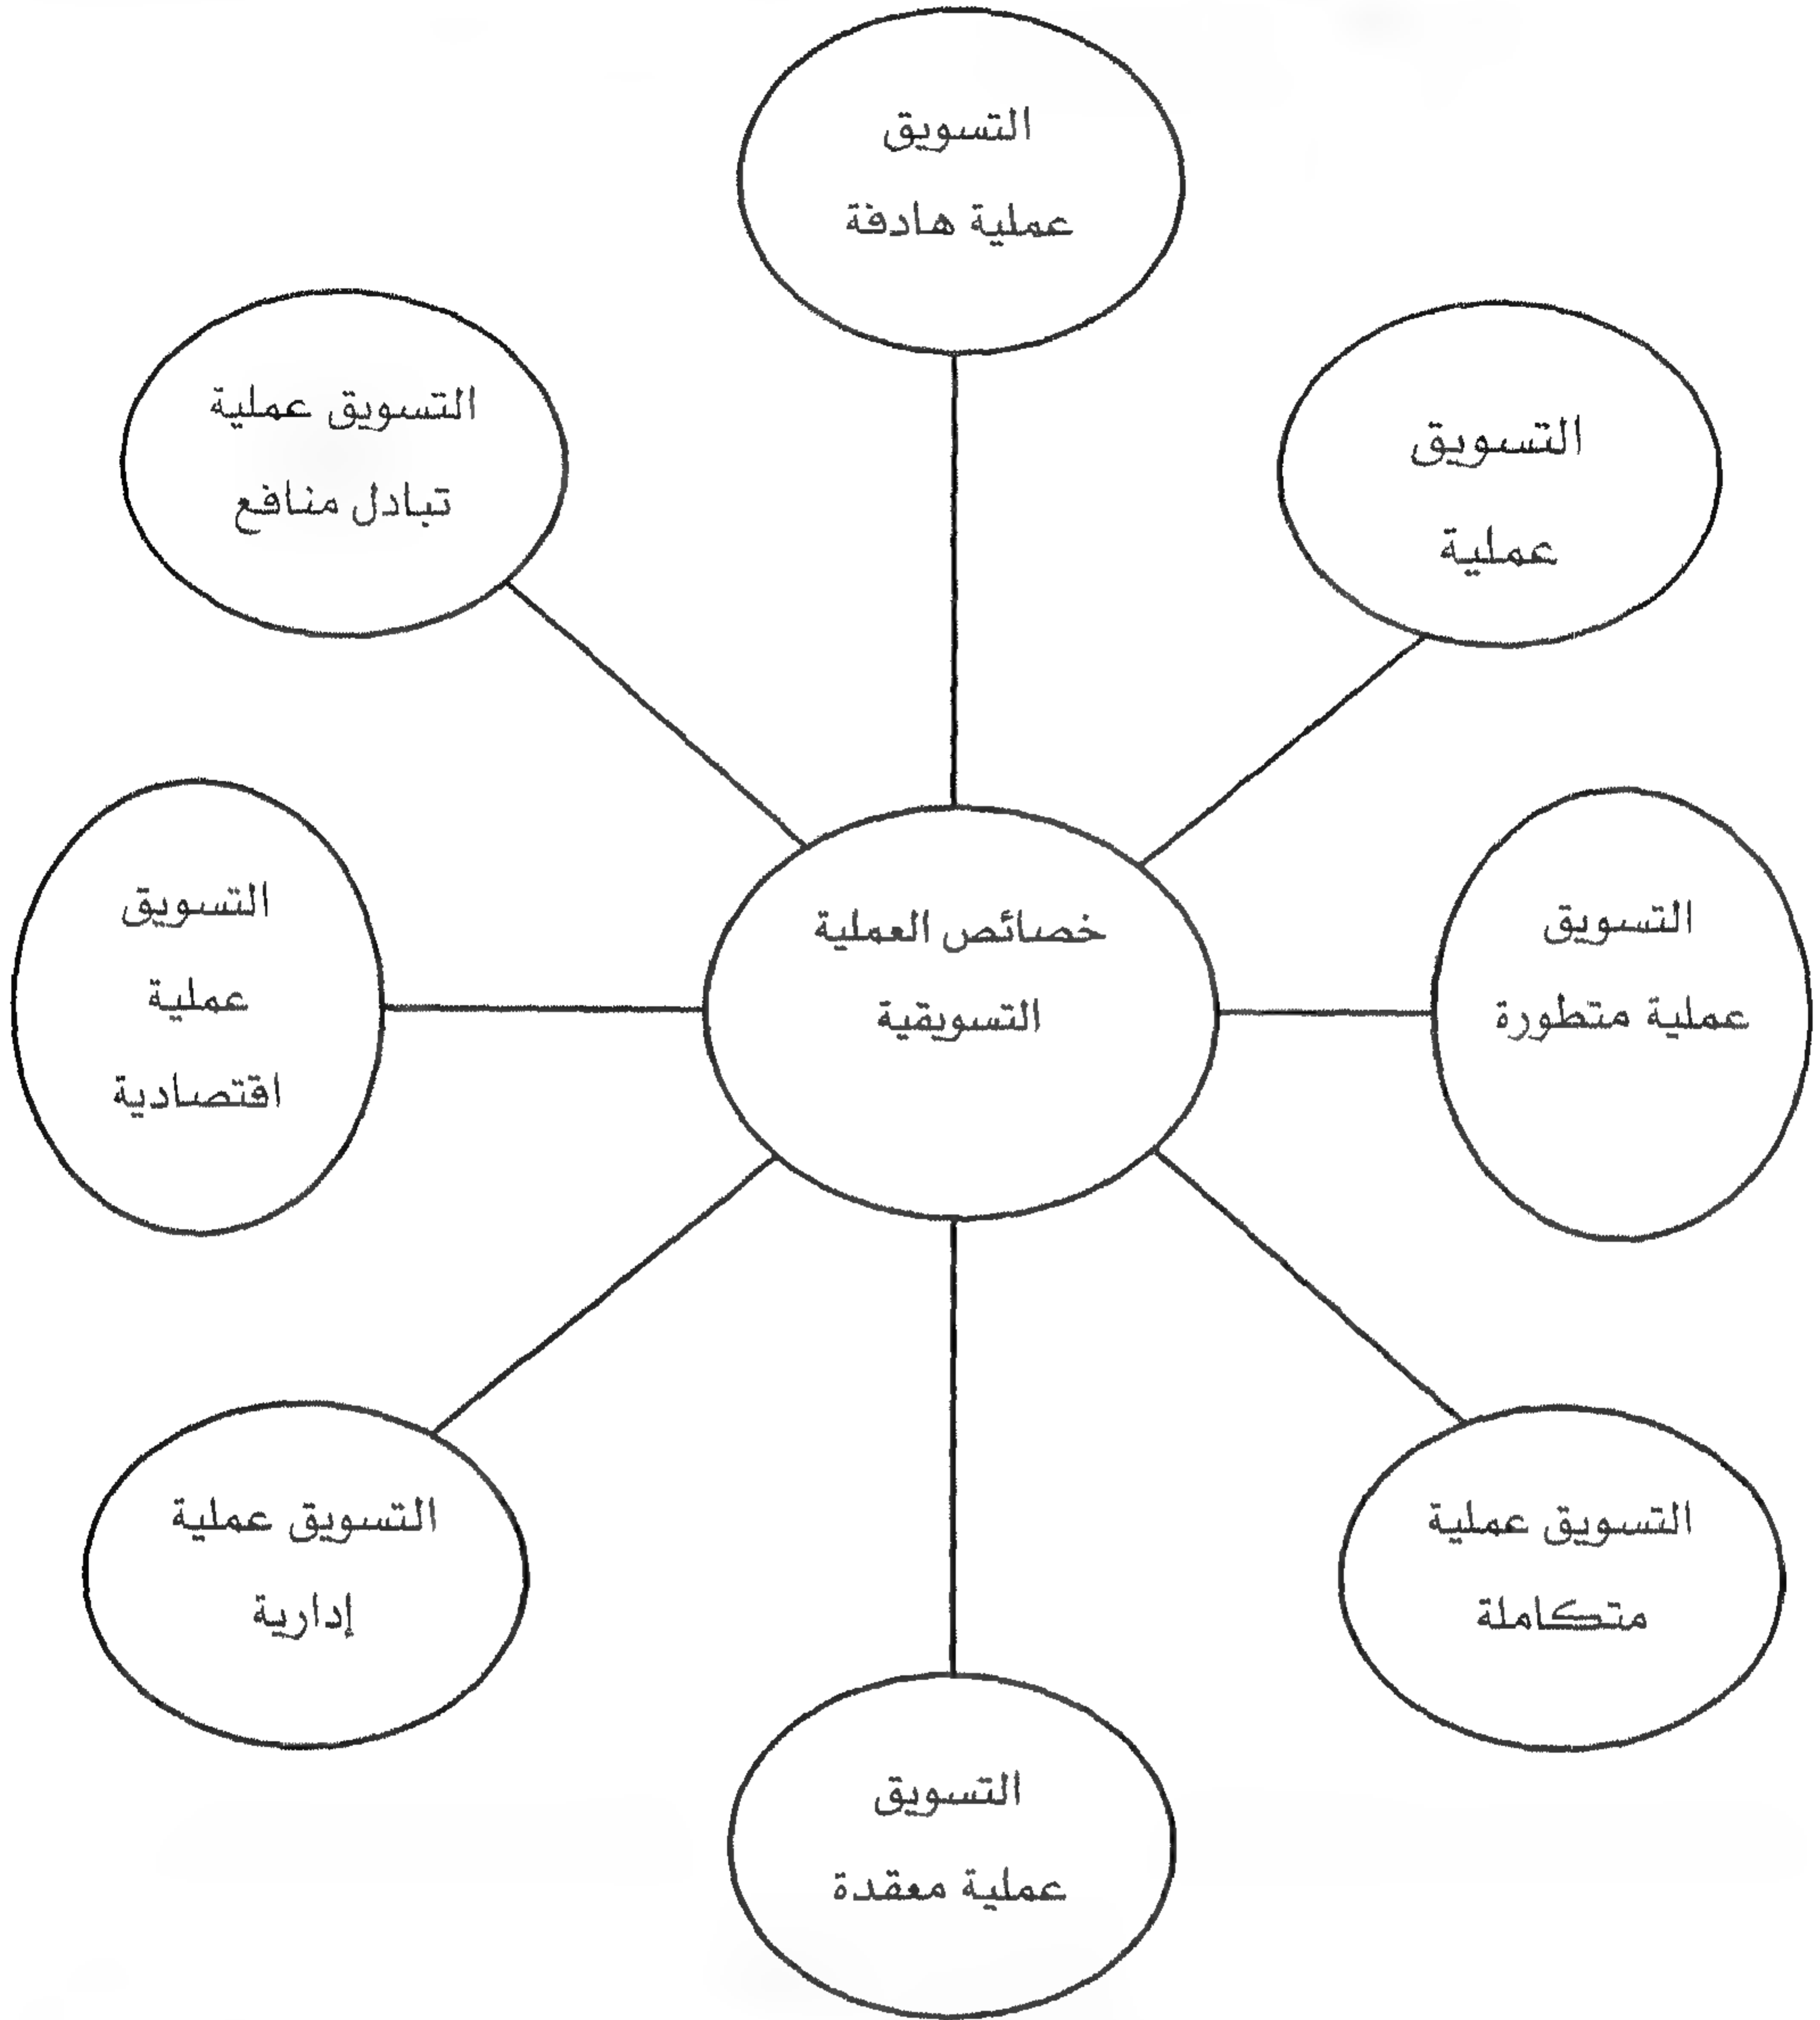 التسويق
عملية هادفة
التسويق
عملية
التسويق
عملية متطورة
التسويق عملية
متكاملة
التسويق
عملية معقدة
التسويق عملية
إدارية
التسويق
عملية
اقتصادية
التسويق عملية
تبادل منافع
خصائص العملية
التسويقية